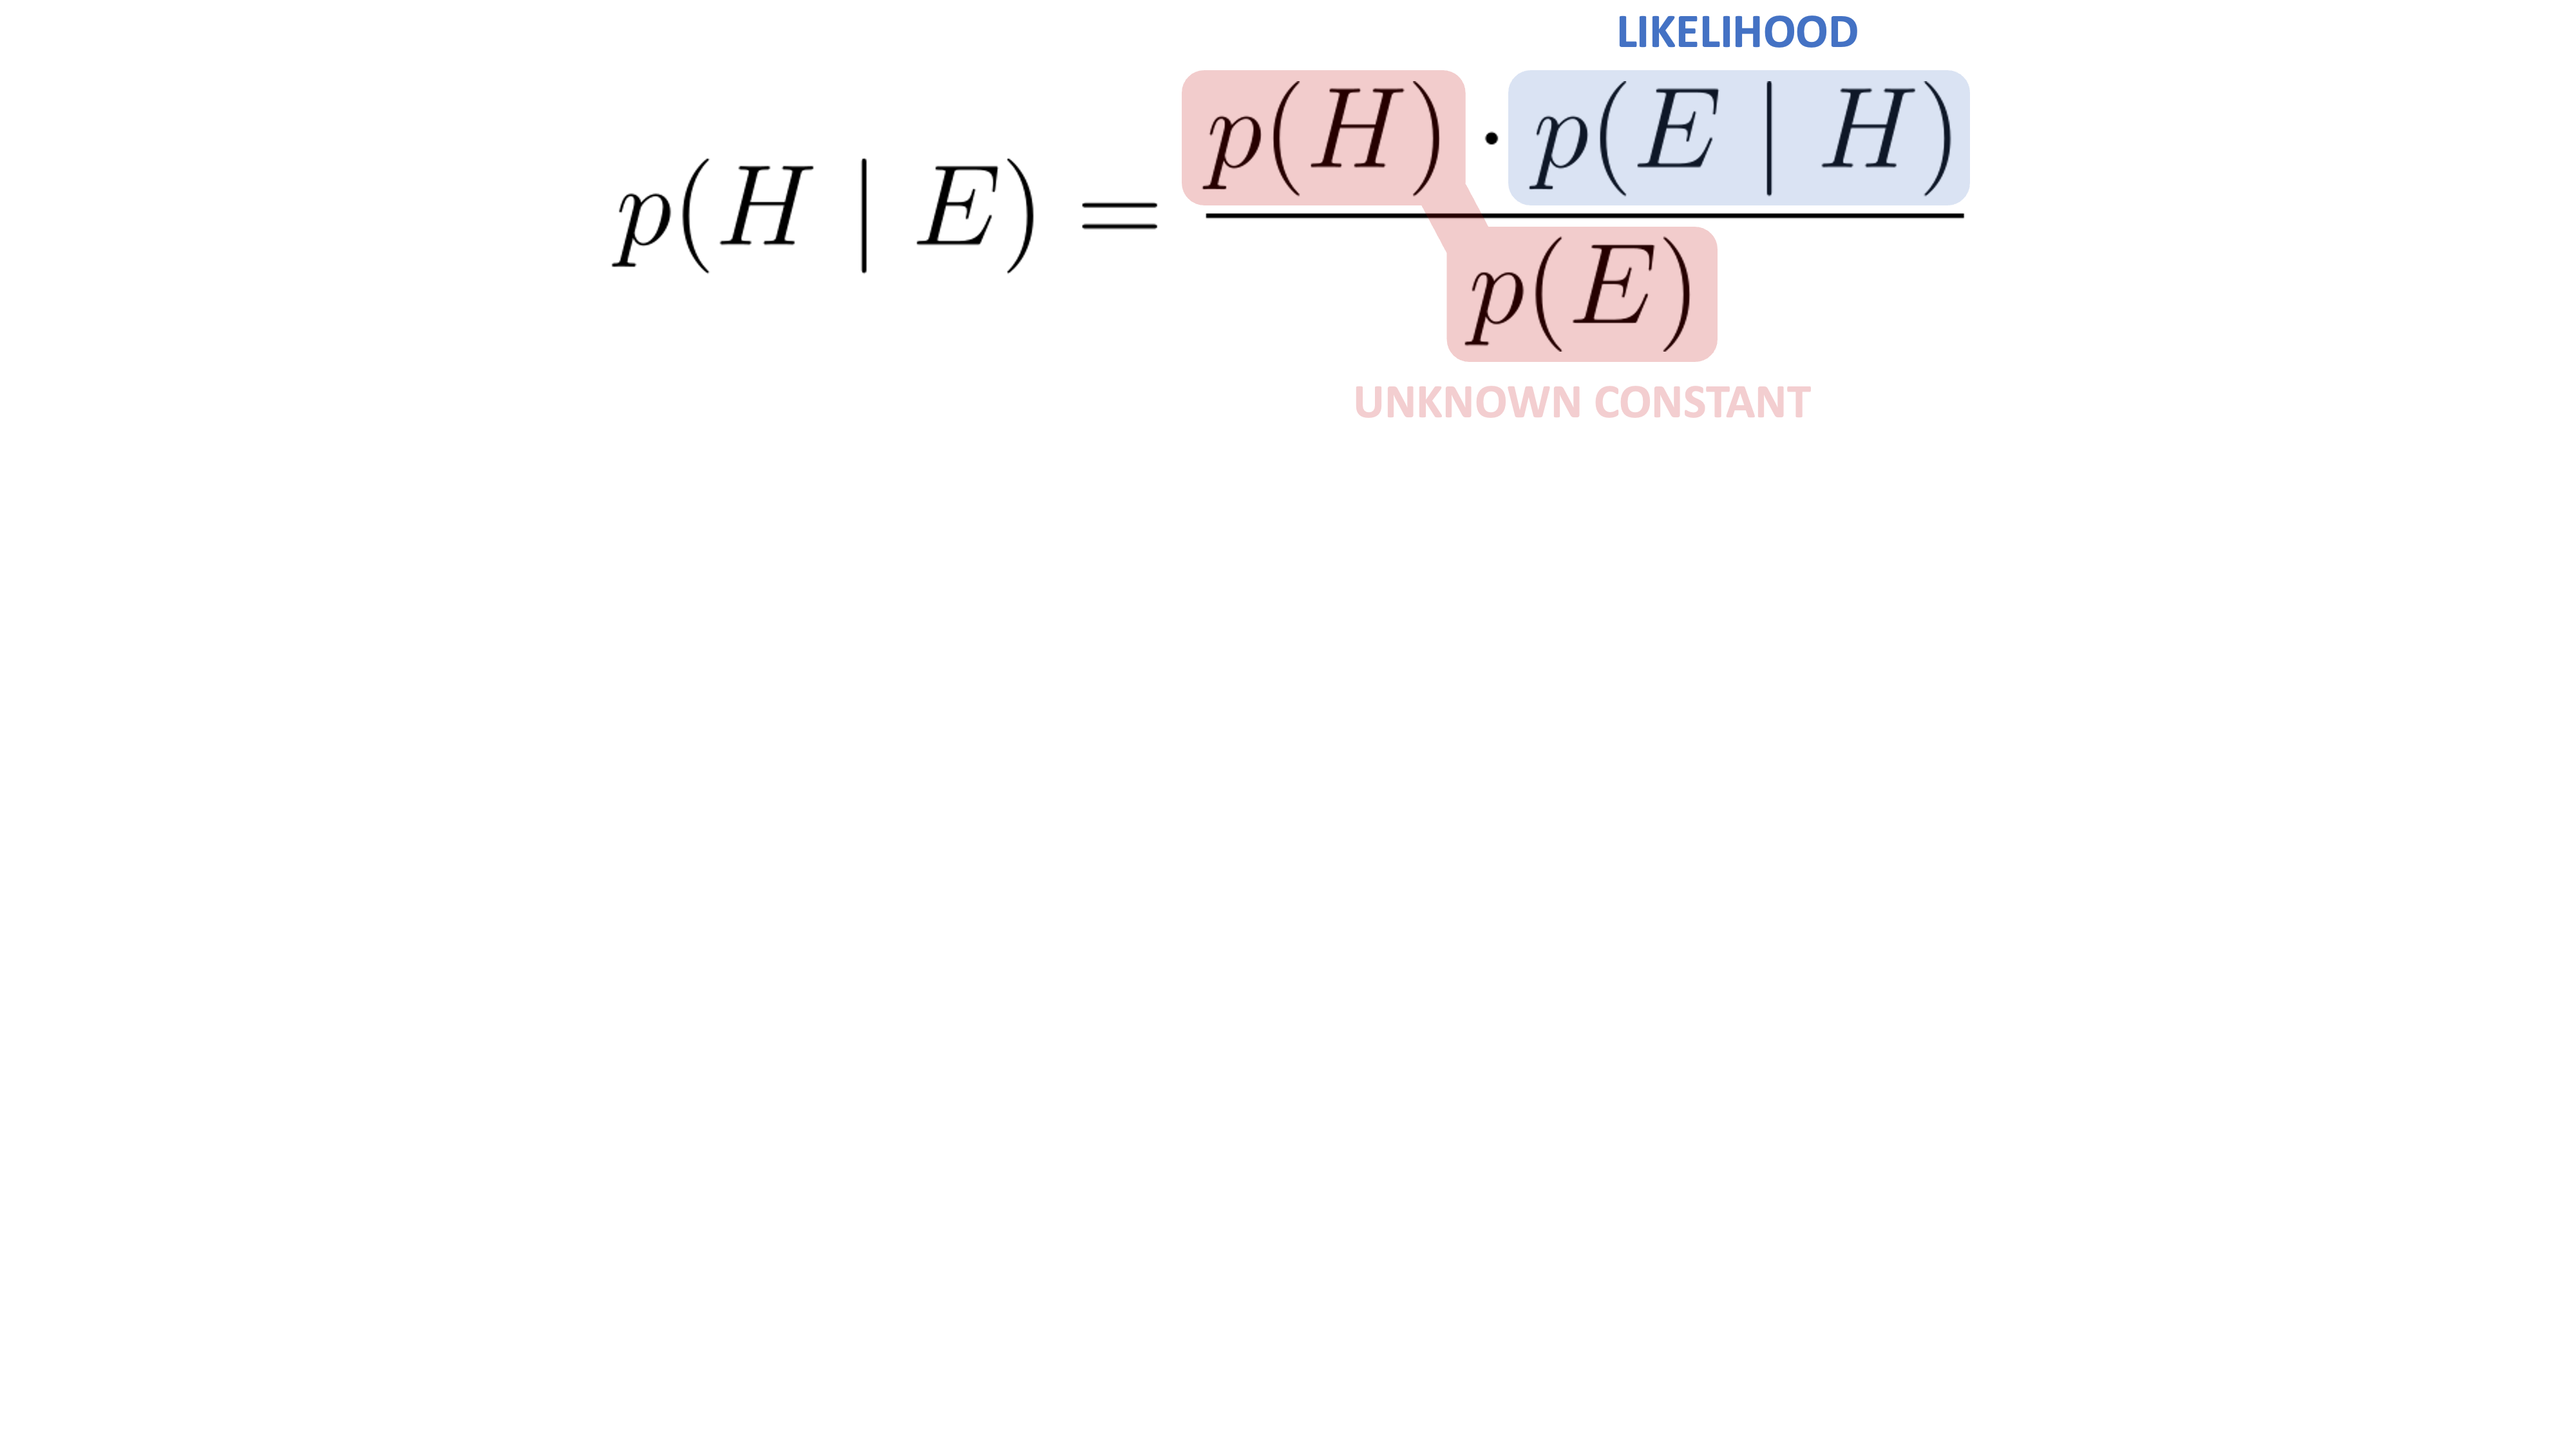 LIKELIHOOD
p(H | E) = p(H) · p(E | H)
p(E)
UNKNOWN CONSTANT